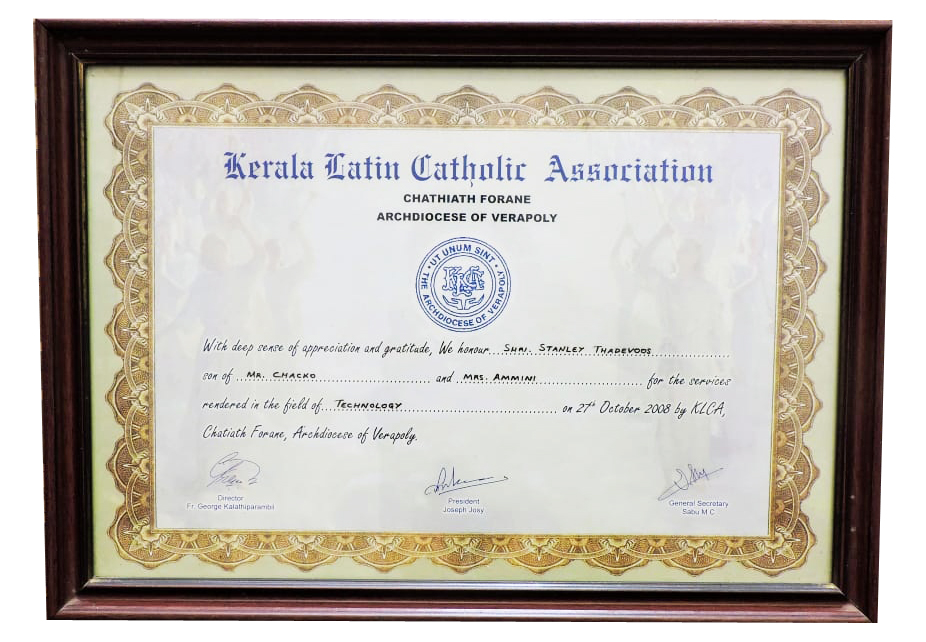 Kerala Latin Catholic Association
CHATHIATH FORANE
ARCHDIOCESE OF VERAPOLY
• UT UNUM SINT •
THE ARCHDIOCESE OF VERAPOLY
With deep sense of appreciation and gratitude, We honour...SHRI. STANLEY THADEVOOS...
son of ...MR. CHACKO... and ...MRS. AMMINI... for the services
rendered in the field of...TECHNOLOGY... on 27th October 2008 by KLCA,
Chatiath Forane, Archdiocese of Verapoly.
Director
Fr. George Kalathiparambil
President
Joseph Josy
General Secretary
Sabu M C